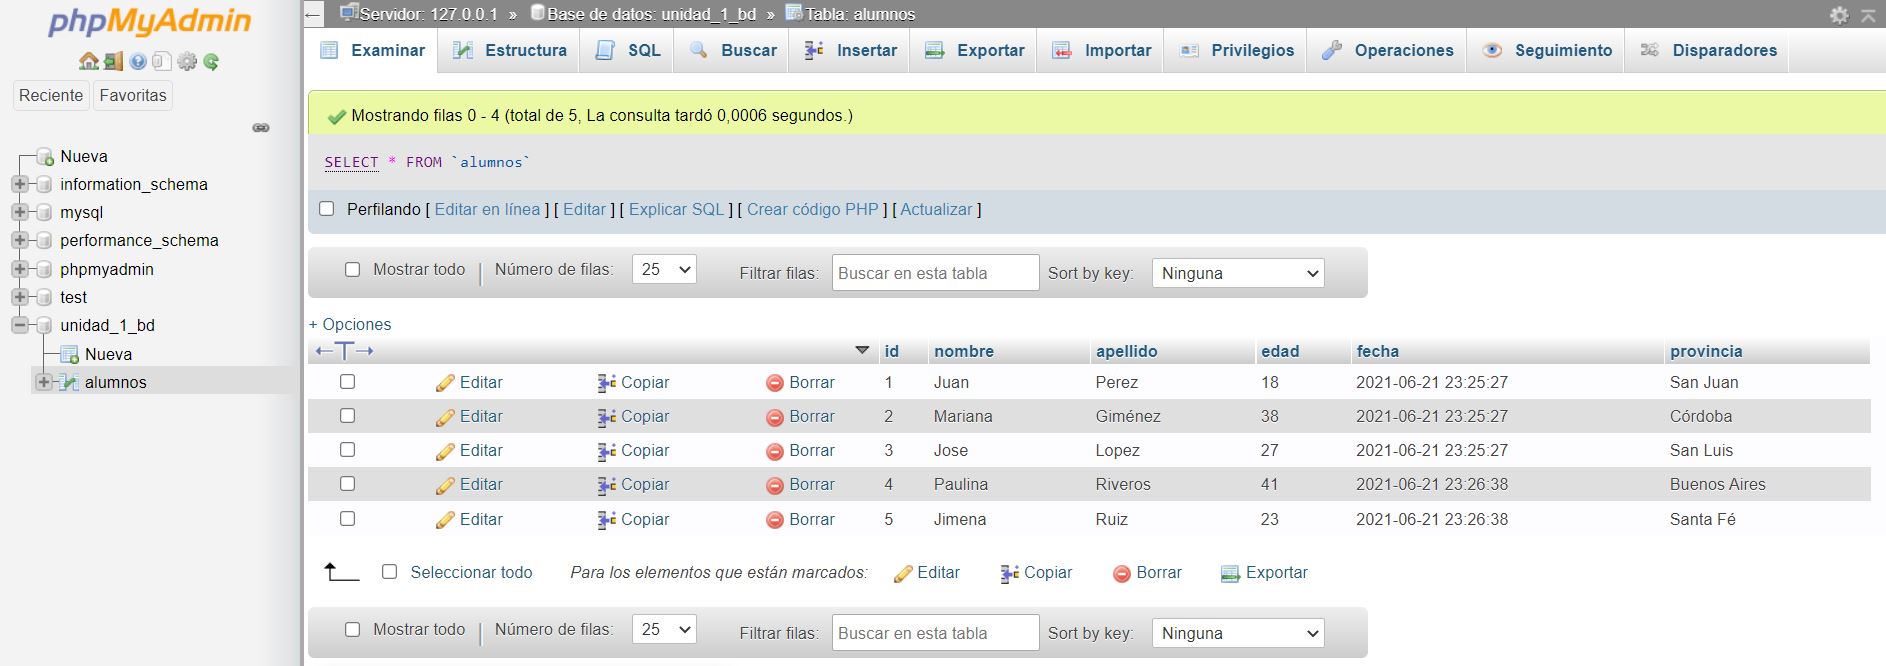 phpMyAdmin
Reciente Favoritas
Nueva
information_schema
mysql
performance_schema
phpmyadmin
test
unidad_1_bd
Nueva
alumnos
← Servidor: 127.0.0.1 » Base de datos: unidad_1_bd » Tabla: alumnos
Examinar Estructura SQL Buscar Insertar Exportar Importar Privilegios Operaciones Seguimiento Disparadores
Mostrando filas 0 - 4 (total de 5, La consulta tardó 0,0006 segundos.)
SELECT * FROM `alumnos`
Perfilando [ Editar en línea ] [ Editar ] [ Explicar SQL ] [ Crear código PHP ] [ Actualizar ]
Mostrar todo | Número de filas: 25 Filtrar filas: Buscar en esta tabla Sort by key: Ninguna
+ Opciones
←T→ id nombre apellido edad fecha provincia
Editar Copiar Borrar 1 Juan Perez 18 2021-06-21 23:25:27 San Juan
Editar Copiar Borrar 2 Mariana Giménez 38 2021-06-21 23:25:27 Córdoba
Editar Copiar Borrar 3 Jose Lopez 27 2021-06-21 23:25:27 San Luis
Editar Copiar Borrar 4 Paulina Riveros 41 2021-06-21 23:26:38 Buenos Aires
Editar Copiar Borrar 5 Jimena Ruiz 23 2021-06-21 23:26:38 Santa Fé
Seleccionar todo Para los elementos que están marcados: Editar Copiar Borrar Exportar
Mostrar todo | Número de filas: 25 Filtrar filas: Buscar en esta tabla Sort by key: Ninguna